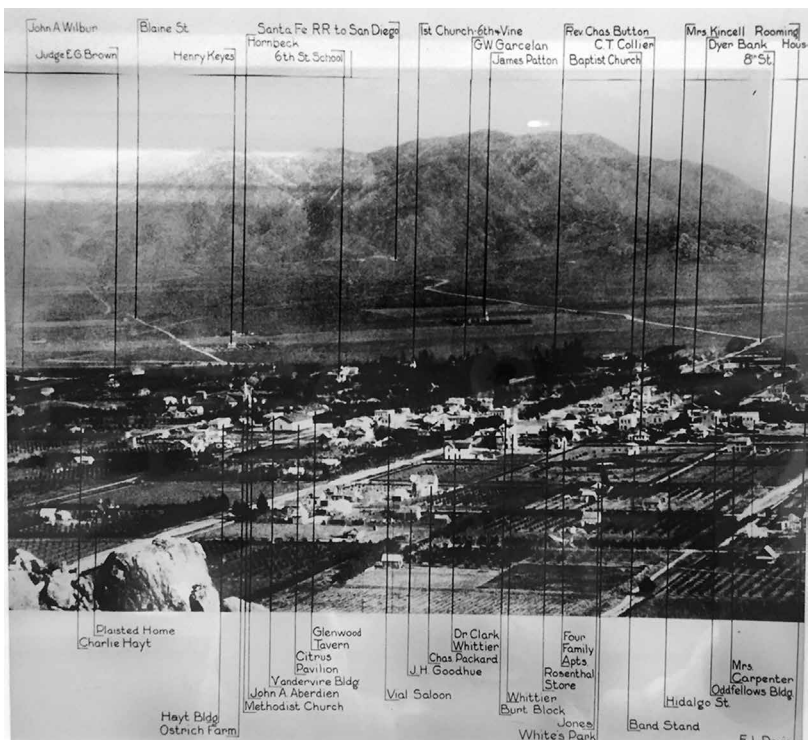 John A Wilbur
Blaine St
Santa Fe RR to San Diego
1st Church-6th+Vine
Rev. Chas Button
Mrs Kincell Rooming
Hous-
Judge E G Brown
Henry Keyes
Hornbeck
6th St. School
G W Garcelan
James Patton
C.T. Collier
Baptist Church
Dyer Bank
8th St.
Plaisted Home
Charlie Hayt
Glenwood
Tavern
Citrus
Pavilion
Vandervire Bldg
John A Aberdien
Methodist Church
Hayt Bldg
Ostrich Farm
Dr Clark
Whittier
Chas Packard
J. H. Goodhue
Vial Saloon
Four
Family
Apts
Rosenthal
Store
Whittier
Burt Block
Jones
White's Park
Mrs.
Carpenter
Oddfellows Bldg.
Hidalgo St
Band Stand